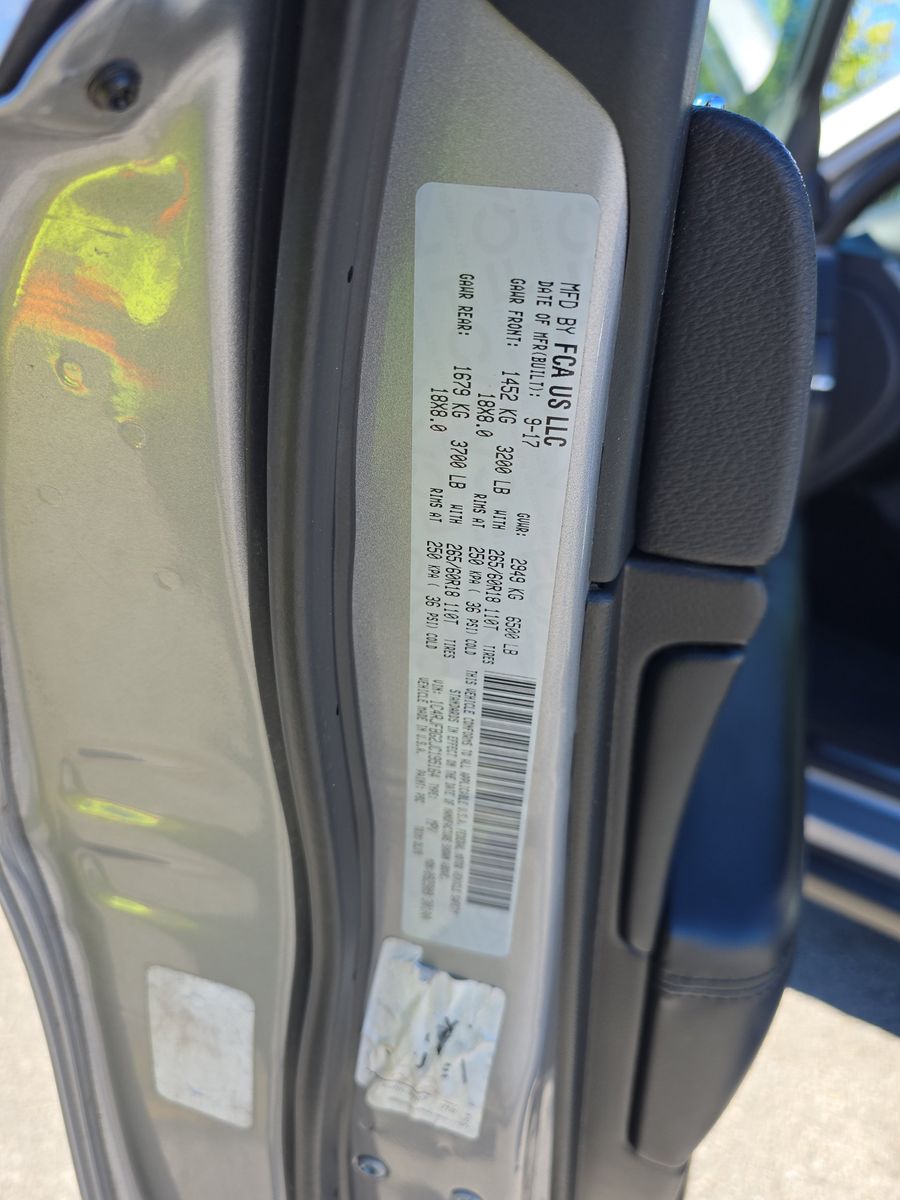 MFD BY FCA US LLC
DATE OF MFR(BUILT): 9-17 GVWR: 2949 KG 6500 LB
GAWR FRONT: 1452 KG 3200 LB WITH 265/60R18 110T TIRES
18X8.0 RIMS AT 250 KPA( 36 PSI) COLD
GAWR REAR: 1679 KG 3700 LB WITH 265/60R18 110T TIRES
18X8.0 RIMS AT 250 KPA( 36 PSI) COLD
THIS VEHICLE CONFORMS TO ALL APPLICABLE U.S.A. FEDERAL MOTOR VEHICLE SAFETY
STANDARDS IN EFFECT ON THE DATE OF MANUFACTURE SHOWN ABOVE.
VIN: TYPE: MPV
VEHICLE MADE IN U.S.A. PAINT: TRIM: